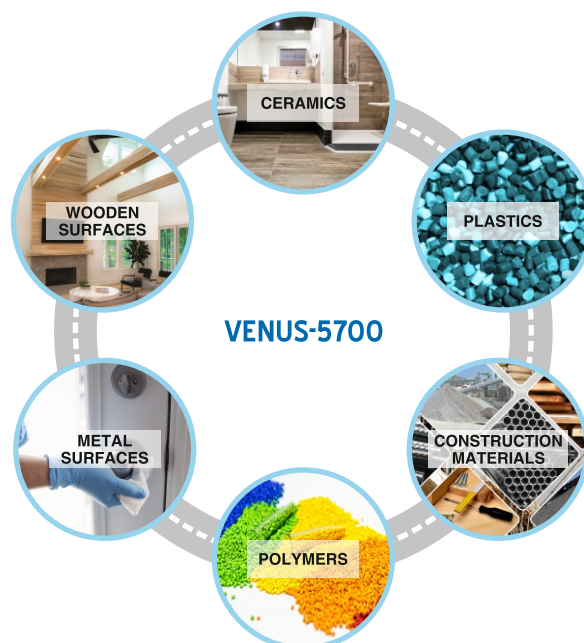 CERAMICS
WOODEN
SURFACES
PLASTICS
VENUS-5700
METAL
SURFACES
CONSTRUCTION
MATERIALS
POLYMERS